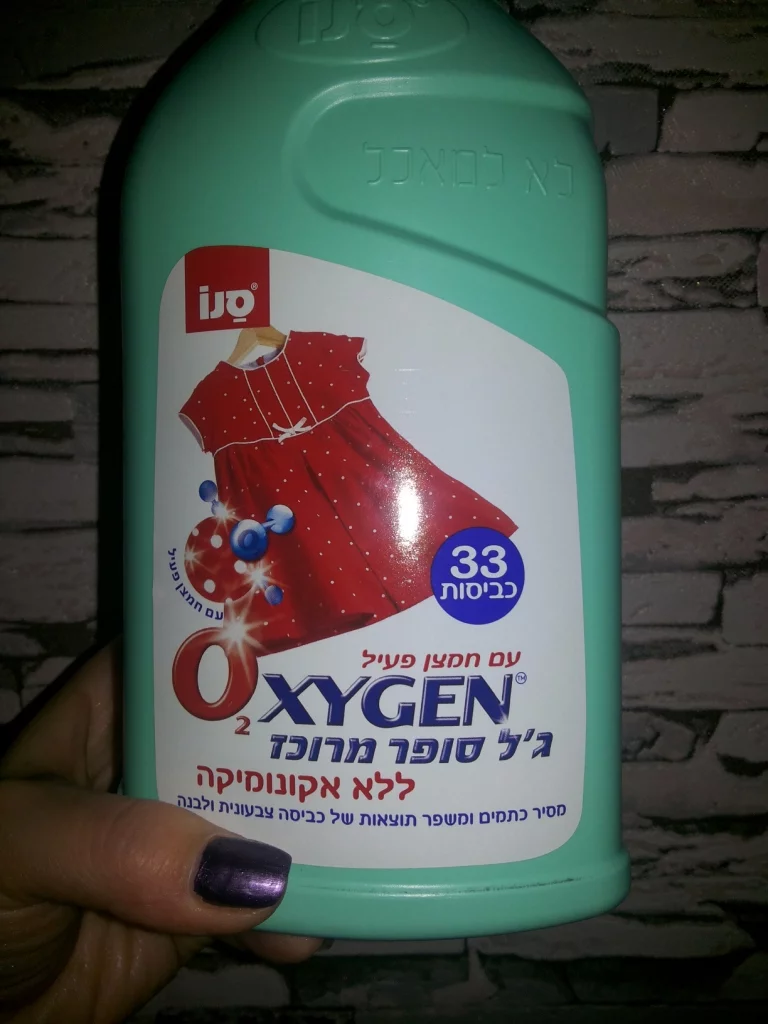 סנו
לא למאכל
סנו®
33
כביסות
עם חמצן פעיל
עם חמצן פעיל
O2XYGEN™
ג'ל סופר מרוכז
ללא אקונומיקה
מסיר כתמים ומשפר תוצאות של כביסה צבעונית ולבנה